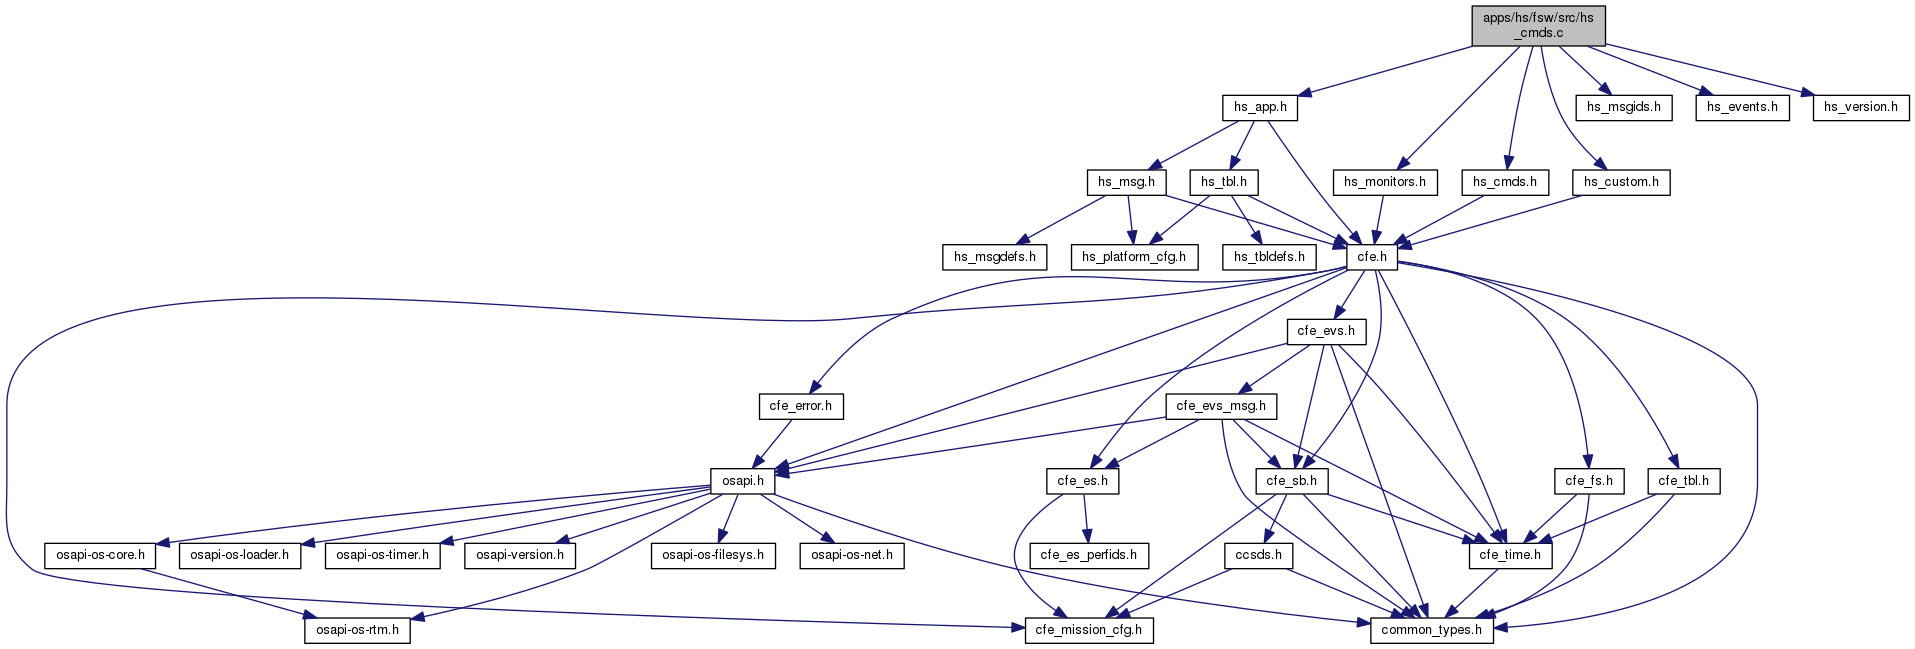 apps/hs/fsw/src/hs
_cmds.c
hs_app.h
hs_msgids.h
hs_events.h
hs_version.h
hs_msg.h
hs_tbl.h
hs_monitors.h
hs_cmds.h
hs_custom.h
hs_msgdefs.h
hs_platform_cfg.h
hs_tbldefs.h
cfe.h
cfe_evs.h
cfe_error.h
cfe_evs_msg.h
osapi.h
cfe_es.h
cfe_sb.h
cfe_fs.h
cfe_tbl.h
osapi-os-core.h
osapi-os-loader.h
osapi-os-timer.h
osapi-version.h
osapi-os-filesys.h
osapi-os-net.h
cfe_es_perfids.h
ccsds.h
cfe_time.h
osapi-os-rtm.h
cfe_mission_cfg.h
common_types.h